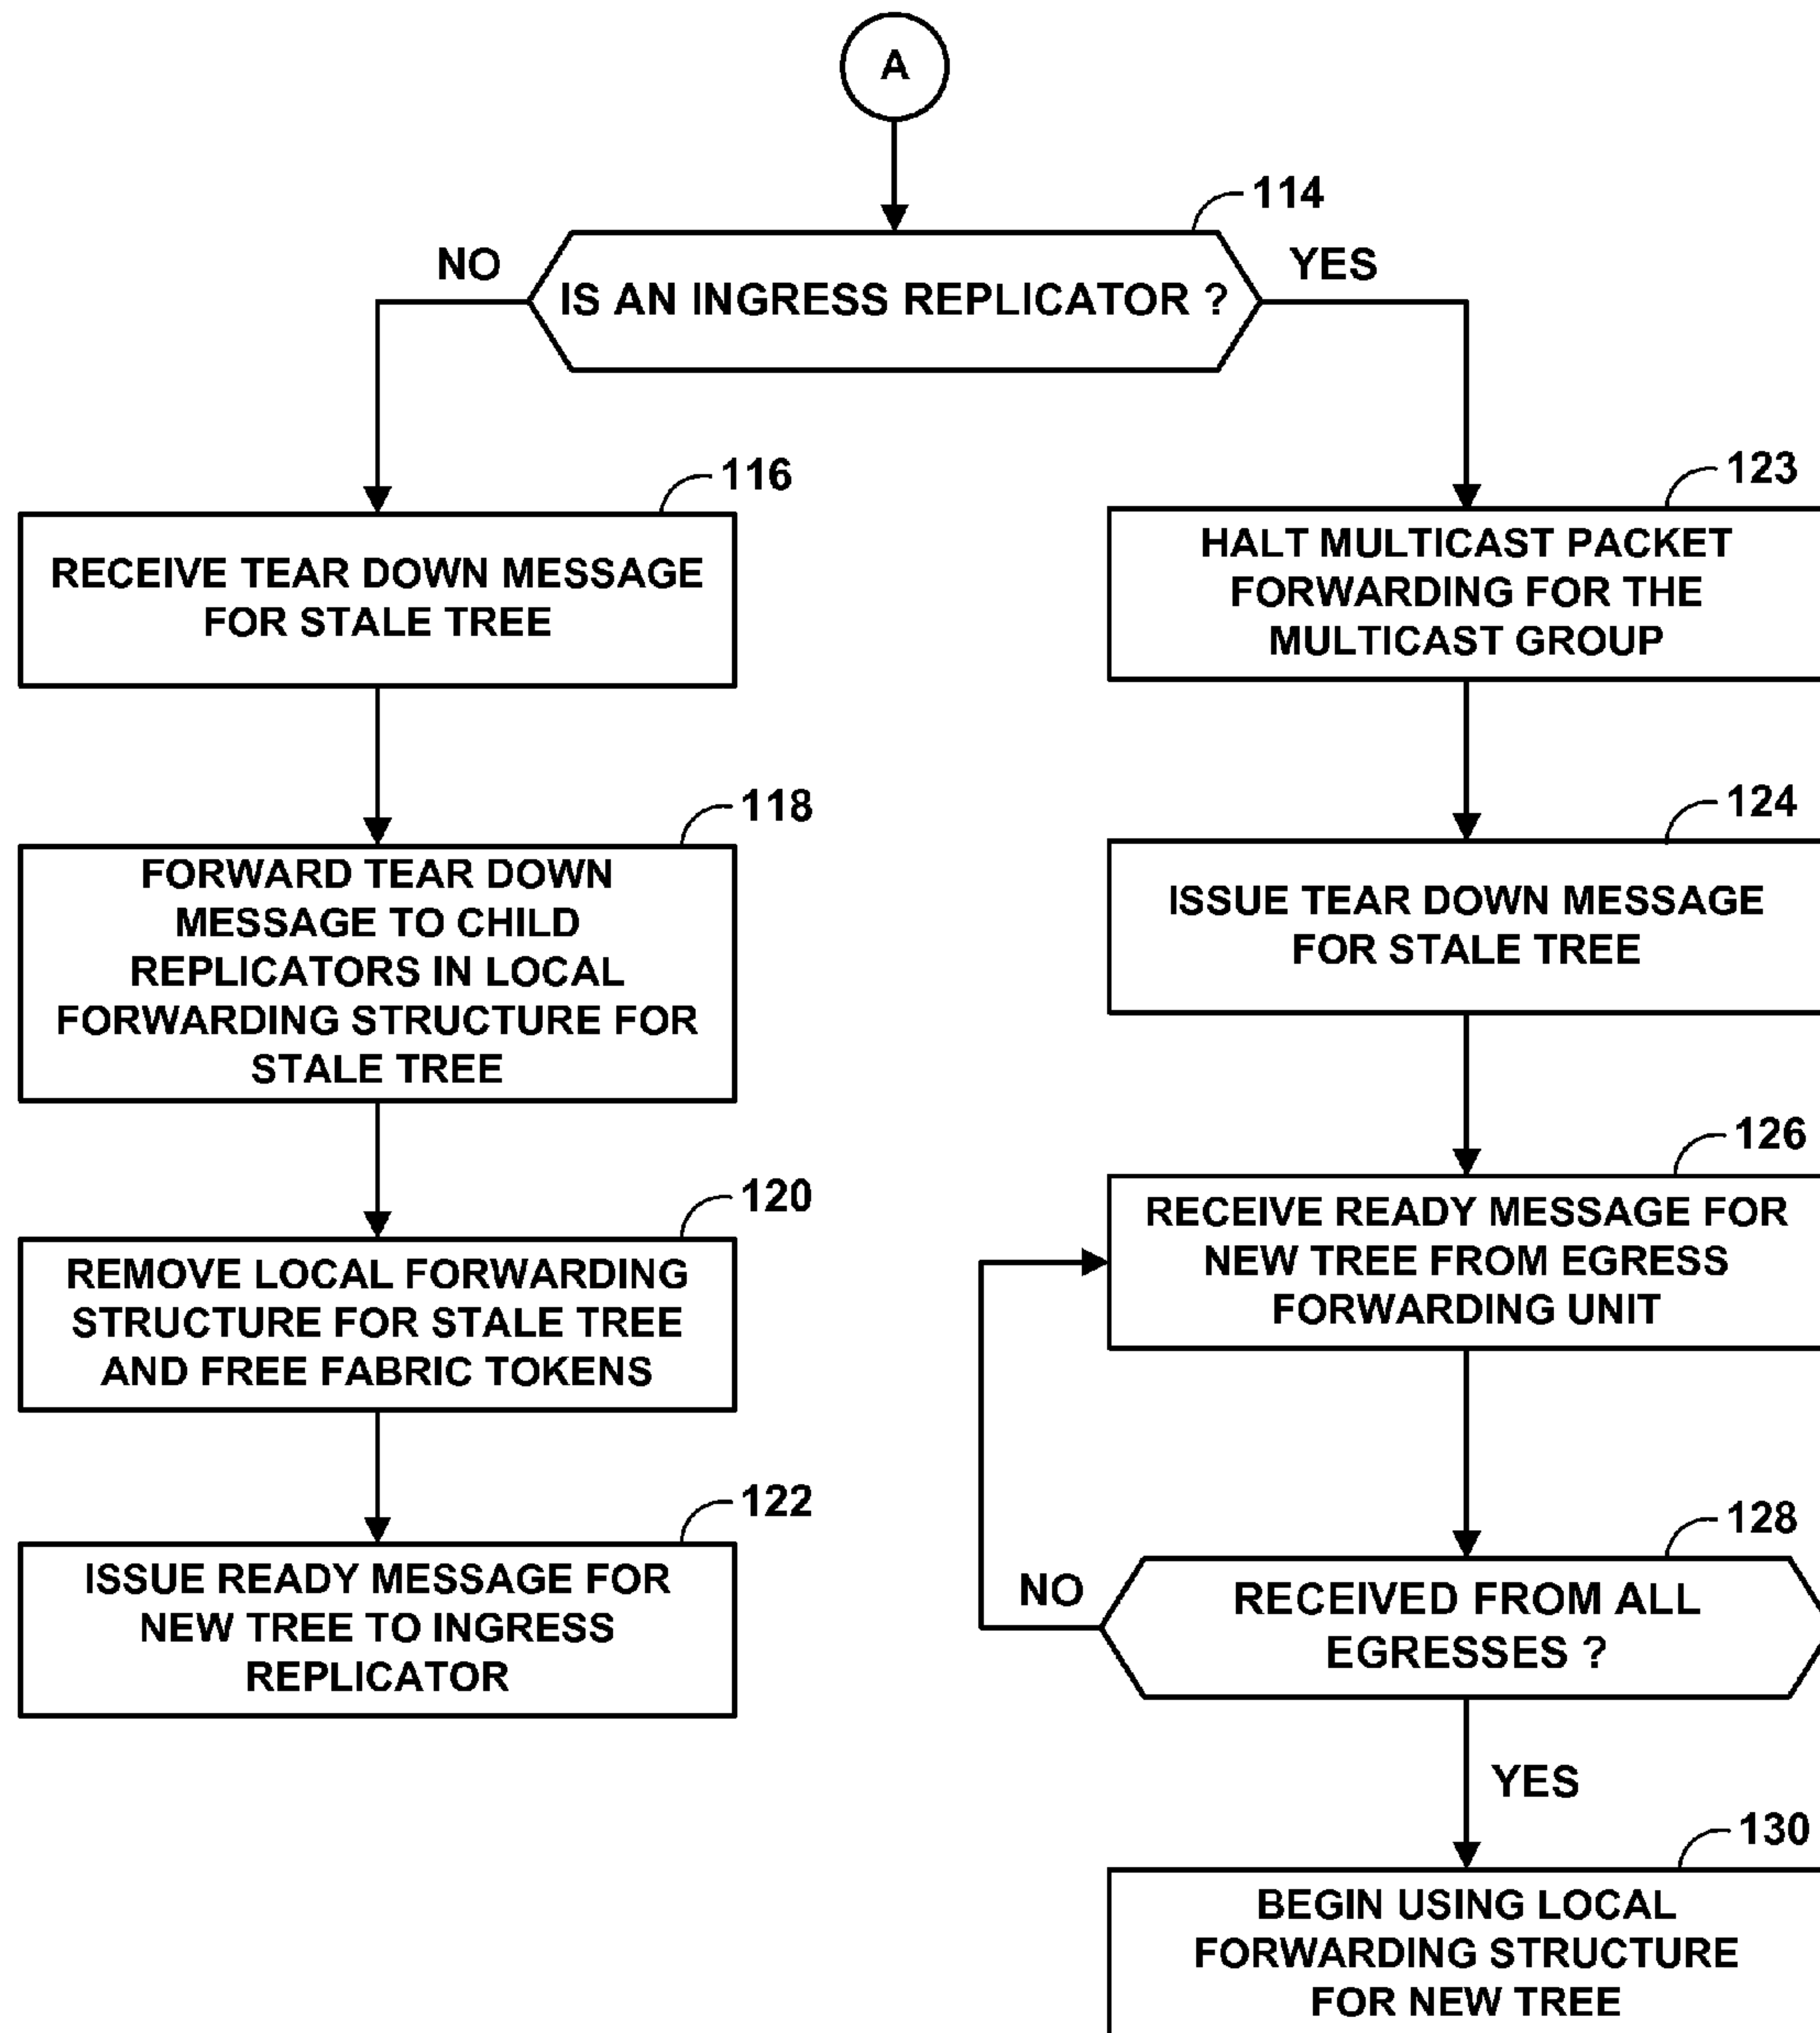 A
114
NO
IS AN INGRESS REPLICATOR ?
YES
116
RECEIVE TEAR DOWN MESSAGE
FOR STALE TREE
118
FORWARD TEAR DOWN
MESSAGE TO CHILD
REPLICATORS IN LOCAL
FORWARDING STRUCTURE FOR
STALE TREE
120
REMOVE LOCAL FORWARDING
STRUCTURE FOR STALE TREE
AND FREE FABRIC TOKENS
122
ISSUE READY MESSAGE FOR
NEW TREE TO INGRESS
REPLICATOR
123
HALT MULTICAST PACKET
FORWARDING FOR THE
MULTICAST GROUP
124
ISSUE TEAR DOWN MESSAGE
FOR STALE TREE
126
RECEIVE READY MESSAGE FOR
NEW TREE FROM EGRESS
FORWARDING UNIT
128
NO
RECEIVED FROM ALL
EGRESSES ?
YES
130
BEGIN USING LOCAL
FORWARDING STRUCTURE
FOR NEW TREE